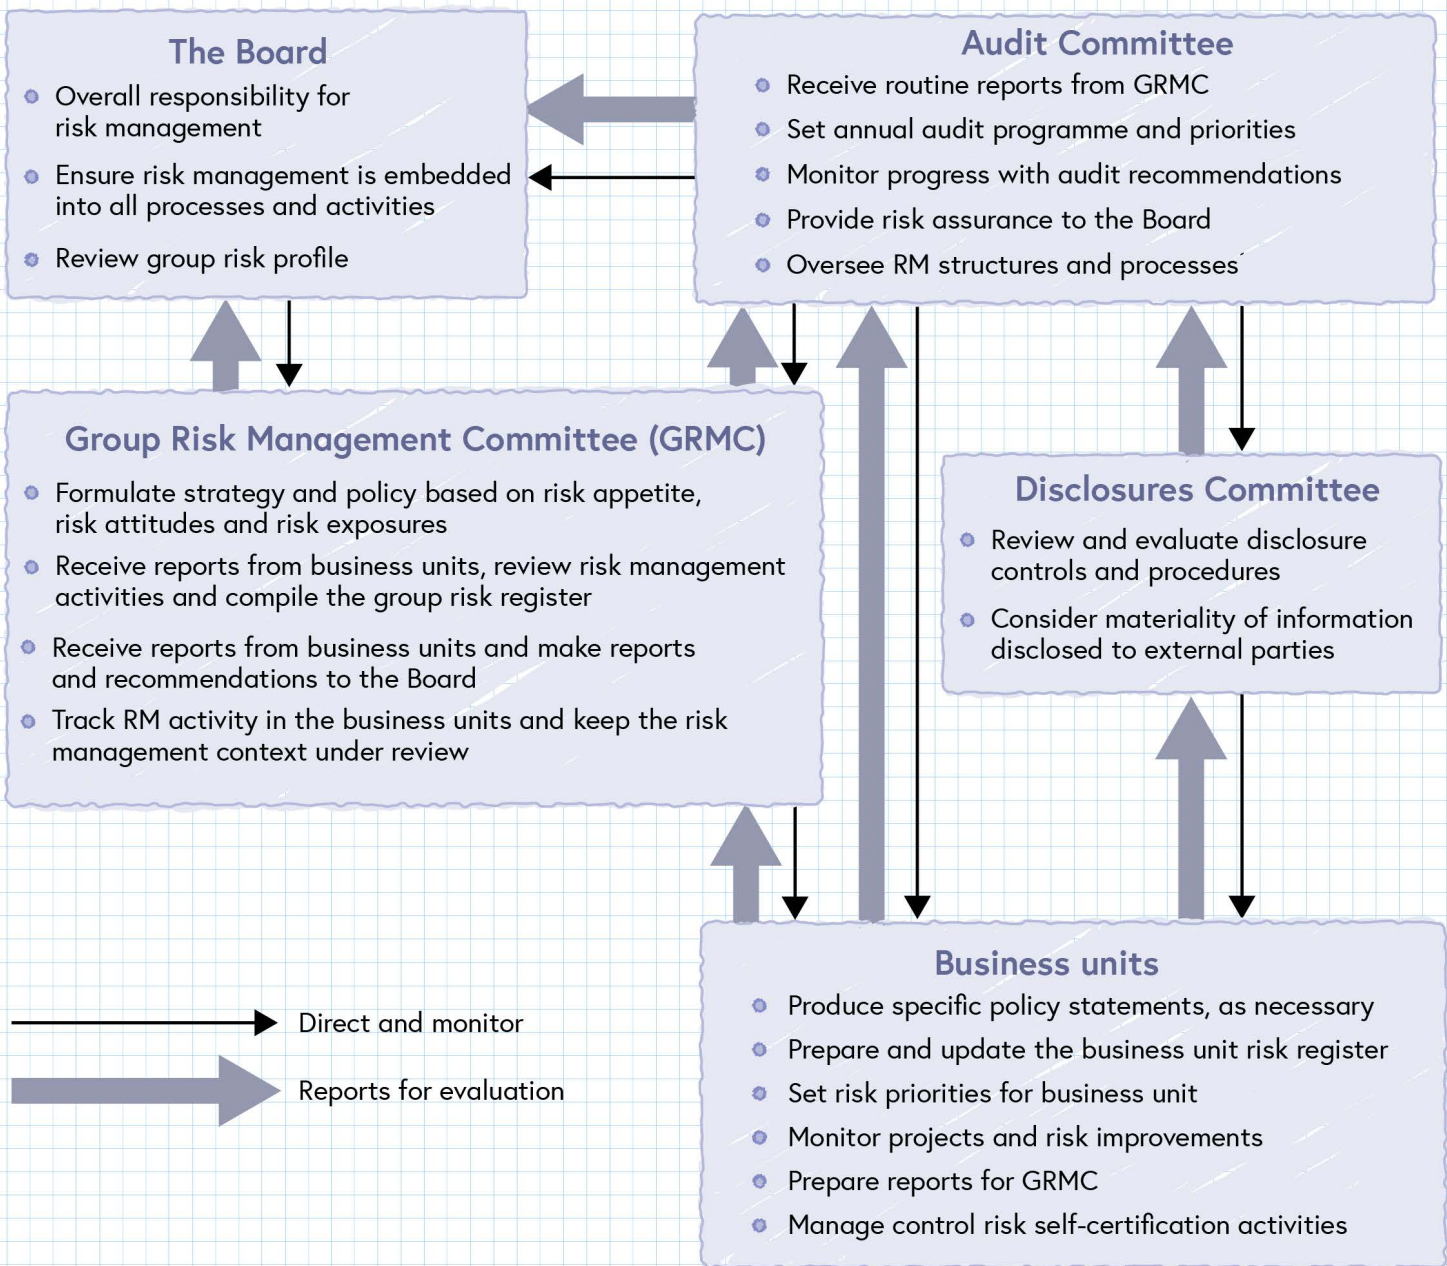 The Board
Overall responsibility for
risk management
Ensure risk management is embedded
into all processes and activities
Review group risk profile
Audit Committee
Receive routine reports from GRMC
Set annual audit programme and priorities
Monitor progress with audit recommendations
Provide risk assurance to the Board
Oversee RM structures and processes
Group Risk Management Committee (GRMC)
Formulate strategy and policy based on risk appetite,
risk attitudes and risk exposures
Receive reports from business units, review risk management
activities and compile the group risk register
Receive reports from business units and make reports
and recommendations to the Board
Track RM activity in the business units and keep the risk
management context under review
Disclosures Committee
Review and evaluate disclosure
controls and procedures
Consider materiality of information
disclosed to external parties
Business units
Produce specific policy statements, as necessary
Prepare and update the business unit risk register
Set risk priorities for business unit
Monitor projects and risk improvements
Prepare reports for GRMC
Manage control risk self-certification activities
Direct and monitor
Reports for evaluation